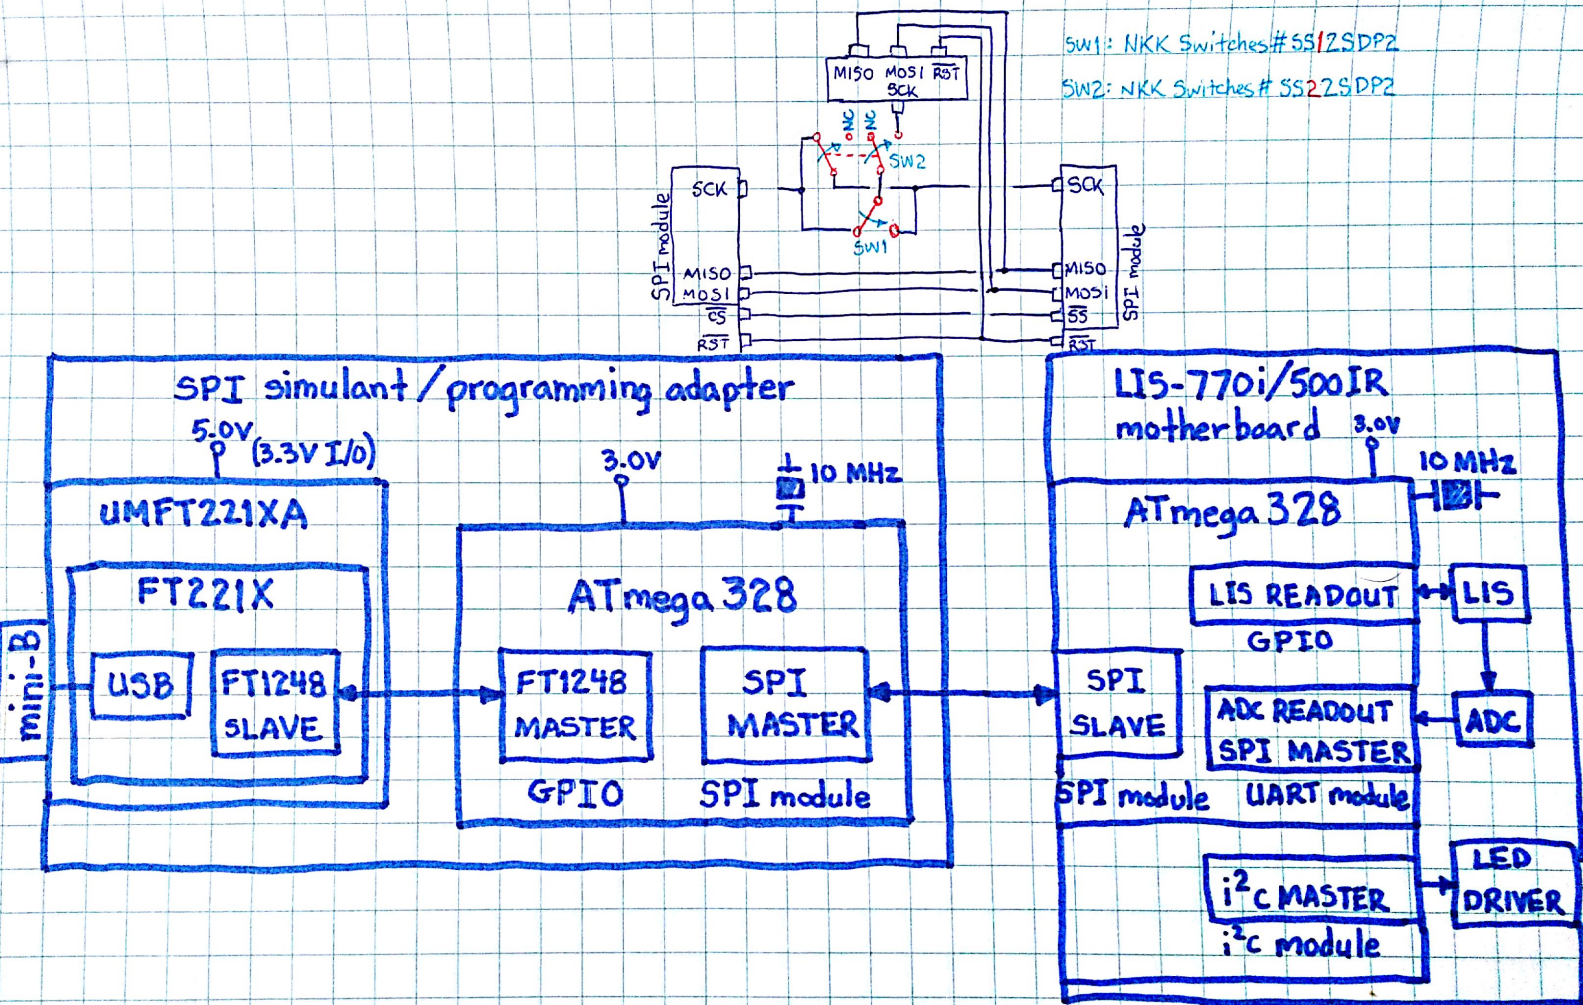 SW1: NKK Switches# SS12SDP2
SW2: NKK Switches# SS22SDP2
MISO MOSI RST
SCK
NC NC
SW2
SW1
SPI module
SCK
MISO
MOSI
CS
RST
SCK
MISO
MOSi
SS
RST
SPI module
SPI simulant/programming adapter
5.0V (3.3V I/O)
UMFT221XA
FT221X
mini-B
USB
FT1248
SLAVE
3.0V
10 MHz
ATmega 328
FT1248
MASTER
GPIO
SPI
MASTER
SPI module
LIS-770i/500IR
motherboard
3.0V
10 MHz
ATmega 328
LIS READOUT
GPIO
LIS
SPI
SLAVE
SPI module
ADC READOUT
SPI MASTER
UART module
ADC
i²c MASTER
i²c module
LED
DRIVER